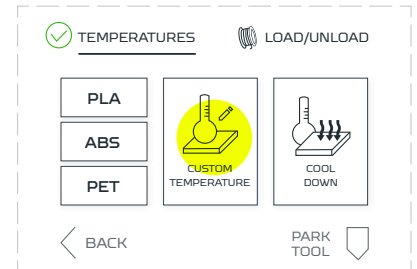 TEMPERATURES
LOAD/UNLOAD
PLA
ABS
PET
CUSTOM
TEMPERATURE
COOL
DOWN
BACK
PARK
TOOL